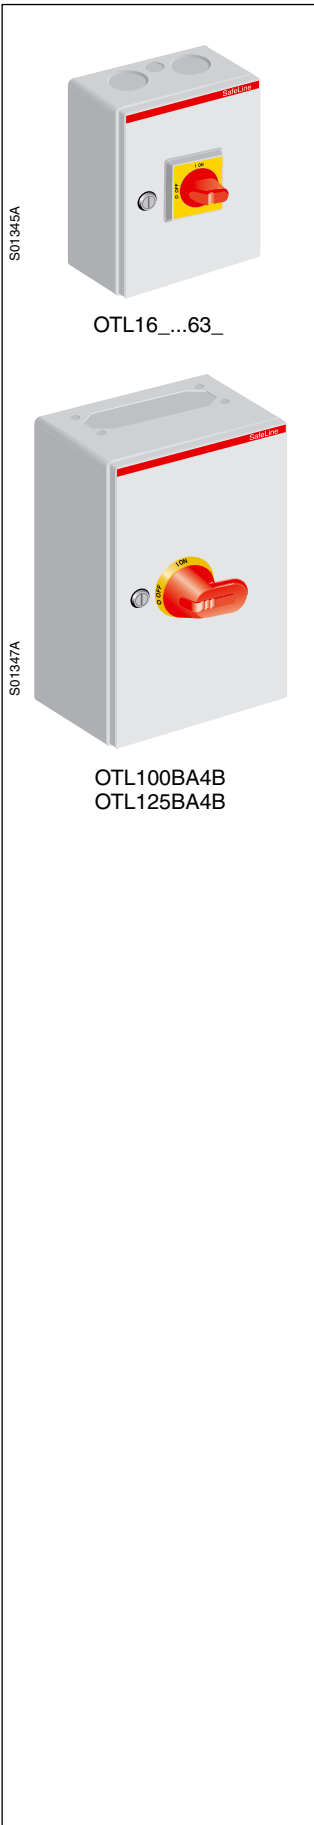 SafeLine
I ON
O OFF
S01345A
OTL16_...63_
SafeLine
I ON
O OFF
S01347A
OTL100BA4B
OTL125BA4B